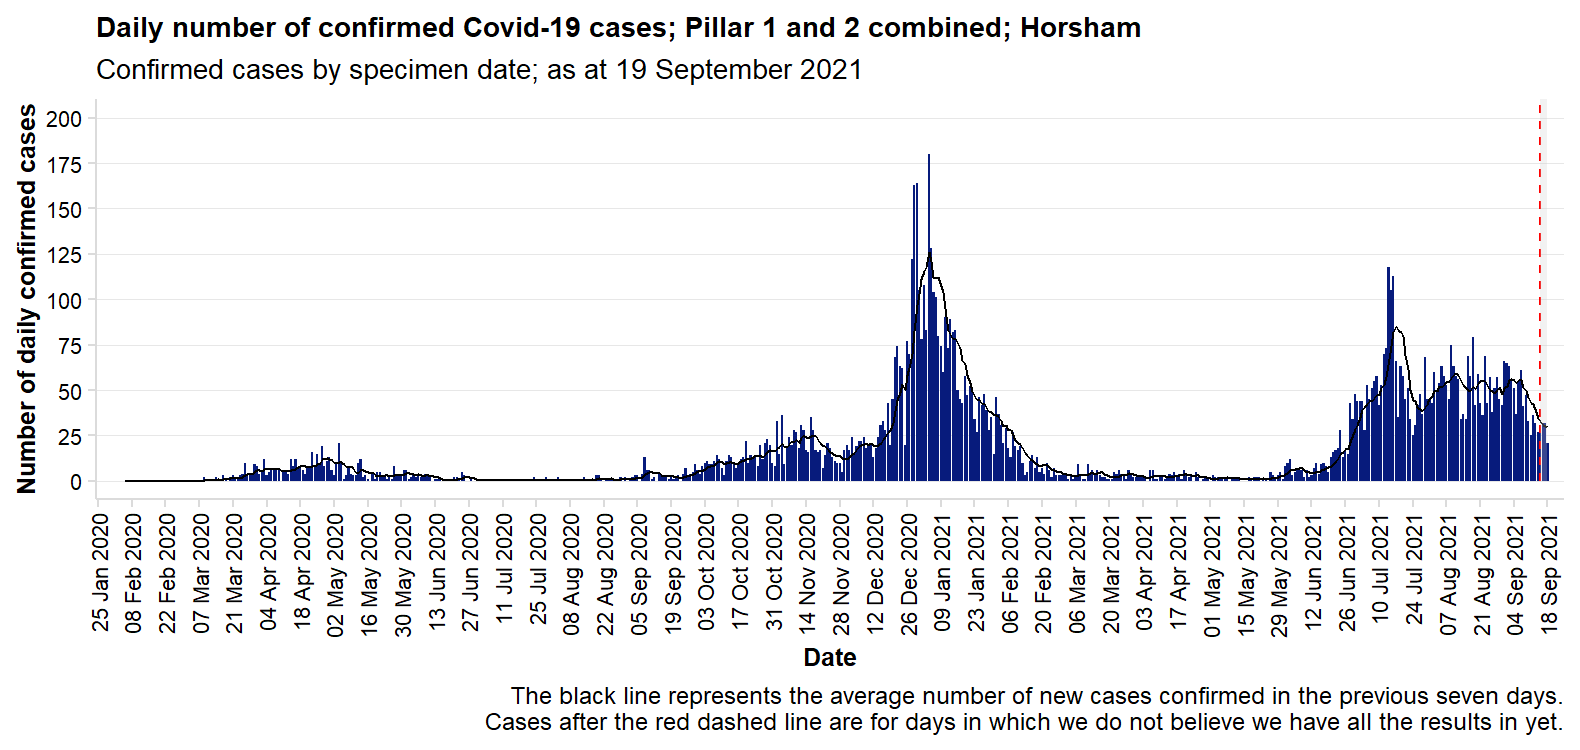 Daily number of confirmed Covid-19 cases; Pillar 1 and 2 combined; Horsham
Confirmed cases by specimen date; as at 19 September 2021
Number of daily confirmed cases
200
175
150
125
100
75
50
25
0
25 Jan 2020
08 Feb 2020
22 Feb 2020
07 Mar 2020
21 Mar 2020
04 Apr 2020
18 Apr 2020
02 May 2020
16 May 2020
30 May 2020
13 Jun 2020
27 Jun 2020
11 Jul 2020
25 Jul 2020
08 Aug 2020
22 Aug 2020
05 Sep 2020
19 Sep 2020
03 Oct 2020
17 Oct 2020
31 Oct 2020
14 Nov 2020
28 Nov 2020
12 Dec 2020
26 Dec 2020
09 Jan 2021
23 Jan 2021
06 Feb 2021
20 Feb 2021
06 Mar 2021
20 Mar 2021
03 Apr 2021
17 Apr 2021
01 May 2021
15 May 2021
29 May 2021
12 Jun 2021
26 Jun 2021
10 Jul 2021
24 Jul 2021
07 Aug 2021
21 Aug 2021
04 Sep 2021
18 Sep 2021
Date
The black line represents the average number of new cases confirmed in the previous seven days.
Cases after the red dashed line are for days in which we do not believe we have all the results in yet.